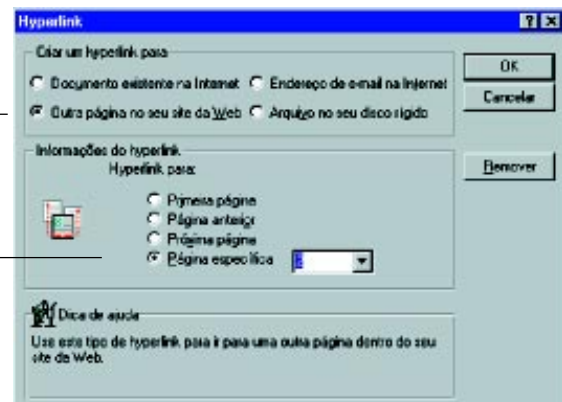 Hyperlink
Criar um hyperlink para
Documento existente na Internet Endereço de e-mail na Internet
Outra página no seu site da Web Arquivo no seu disco rígido
OK
Cancelar
Informações do hyperlink
Hyperlink para:
Remover
Primeira página
Página anterior
Próxima página
Página específica
Dica de ajuda
Use este tipo de hyperlink para ir para uma outra página dentro do seu
site da Web.